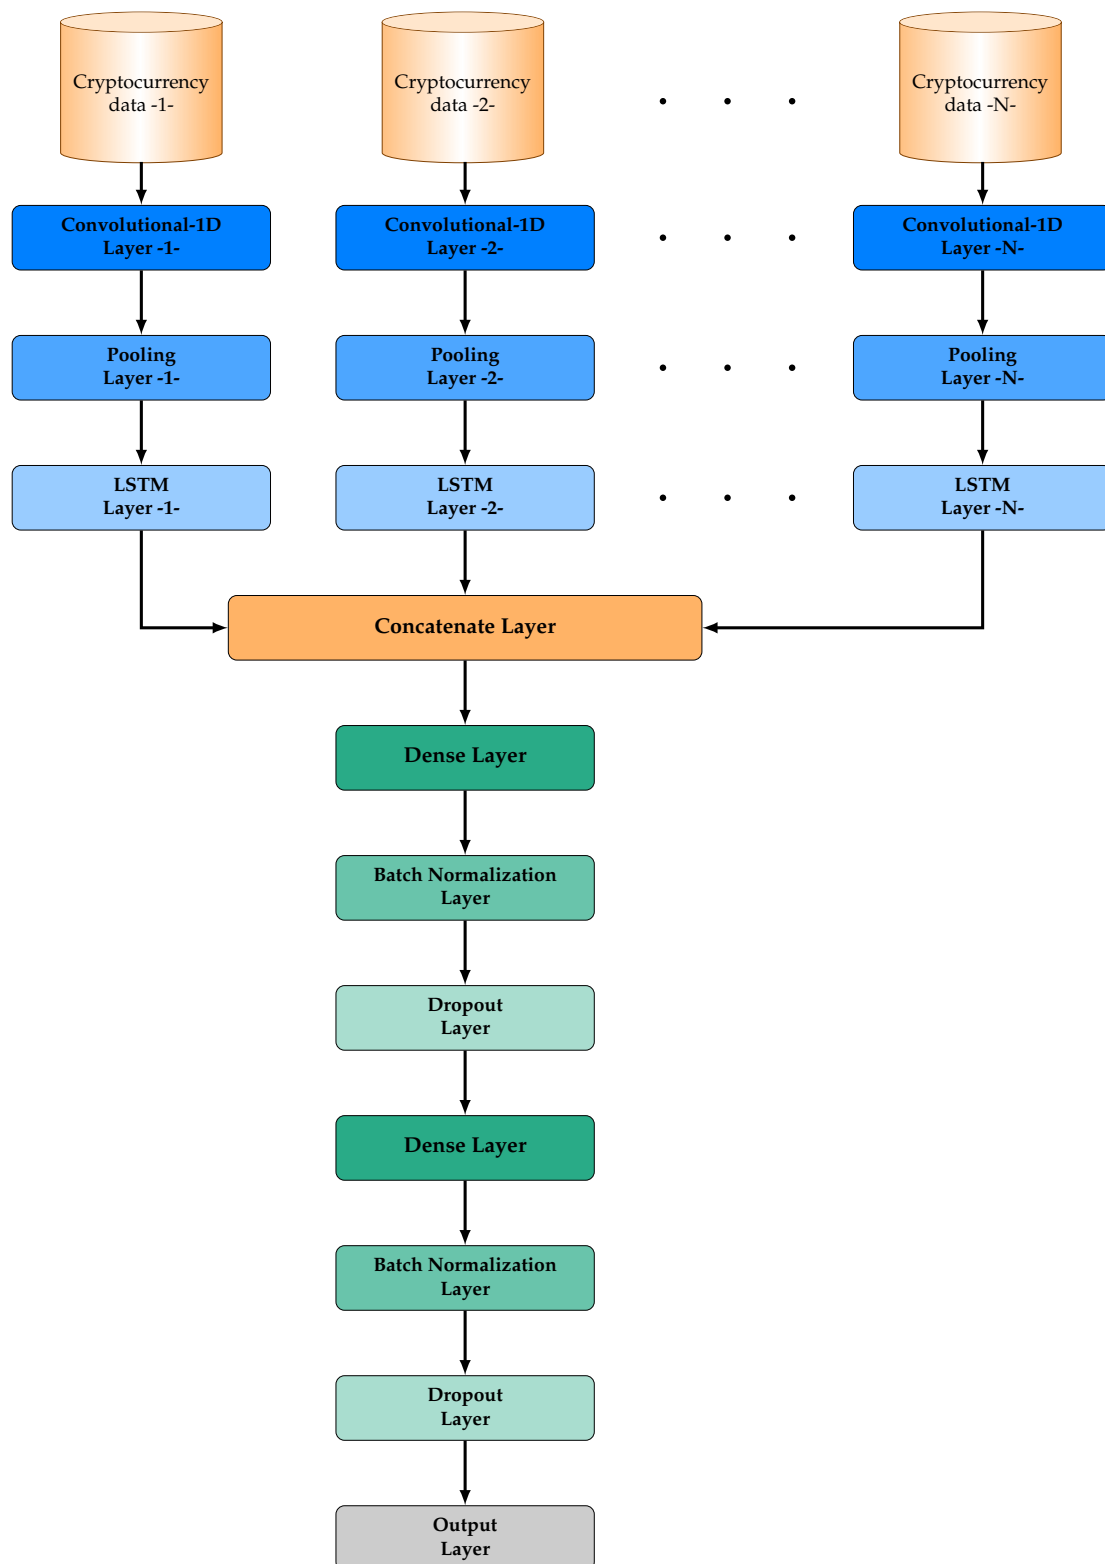 Cryptocurrency
data -1-
Cryptocurrency
data -2-
Cryptocurrency
data -N-
Convolutional-1D
Layer -1-
Convolutional-1D
Layer -2-
Convolutional-1D
Layer -N-
Pooling
Layer -1-
Pooling
Layer -2-
Pooling
Layer -N-
LSTM
Layer -1-
LSTM
Layer -2-
LSTM
Layer -N-
Concatenate Layer
Dense Layer
Batch Normalization
Layer
Dropout
Layer
Dense Layer
Batch Normalization
Layer
Dropout
Layer
Output
Layer